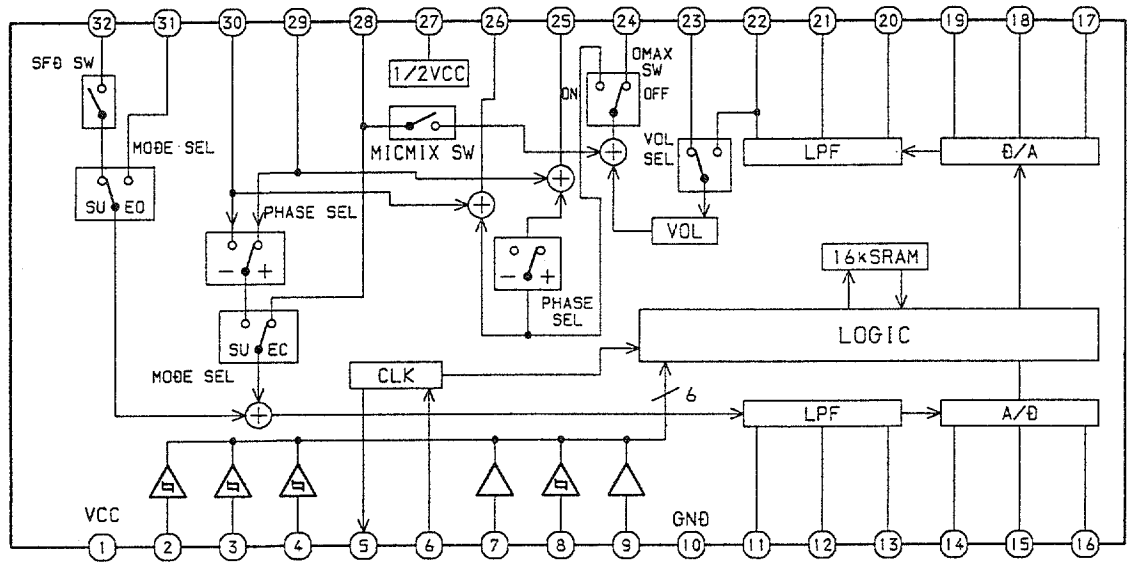 32 31 30 29 28 27 26 25 24 23 22 21 20 19 18 17
SFD SW
1/2VCC
DMAX
SW
ON
OFF
MODE SEL
MICMIX SW
VOL
SEL
LPF
D/A
SU EO
PHASE SEL
VOL
- +
- +
16kSRAM
PHASE
SEL
LOGIC
SU EC
MODE SEL
CLK
6
LPF
A/D
VCC
GND
1 2 3 4 5 6 7 8 9 10 11 12 13 14 15 16